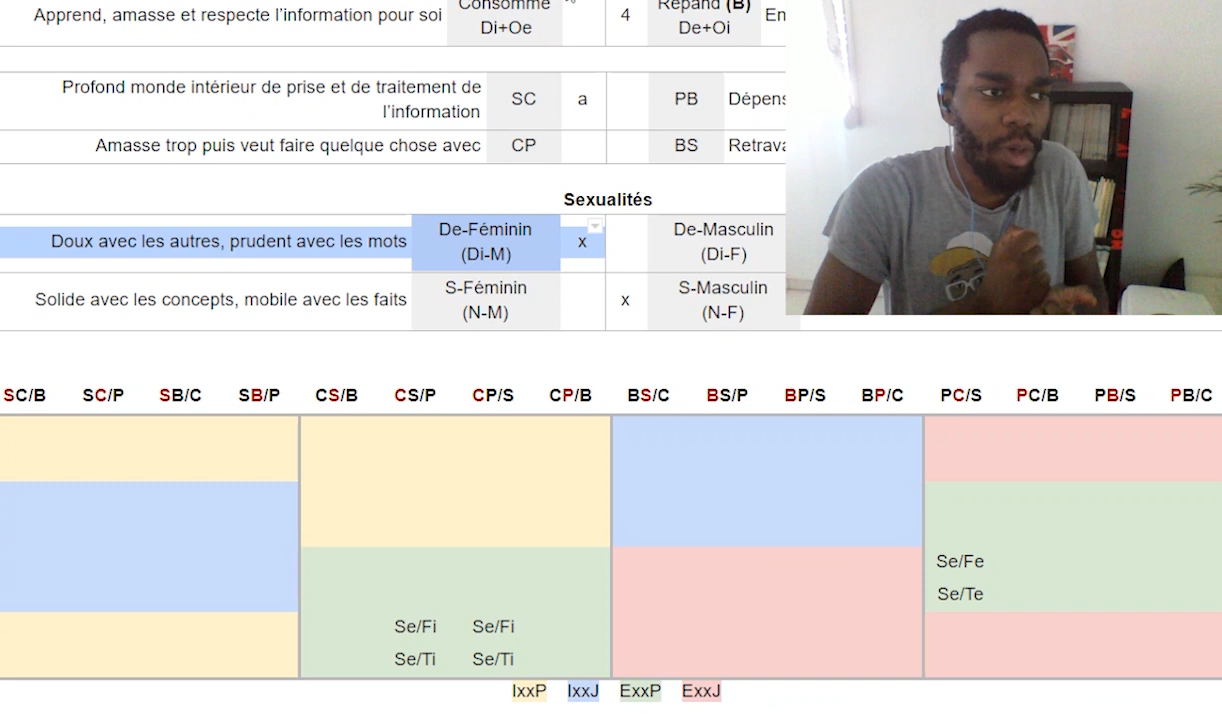 Apprend, amasse et respecte l'information pour soi Consomme 4 Répand (B) En
Di+Oe De+Oi
Profond monde intérieur de prise et de traitement de
l'information SC a PB Dépens
Amasse trop puis veut faire quelque chose avec CP BS Retrava
Sexualités
Doux avec les autres, prudent avec les mots De-Féminin x De-Masculin
(Di-M) (Di-F)
Solide avec les concepts, mobile avec les faits S-Féminin x S-Masculin
(N-M) (N-F)
SC/B SC/P SB/C SB/P CS/B CS/P CP/S CP/B BS/C BS/P BP/S BP/C PC/S PC/B PB/S PB/C
Se/Fe
Se/Te
Se/Fi Se/Fi
Se/Ti Se/Ti
IxxP IxxJ ExxP ExxJ